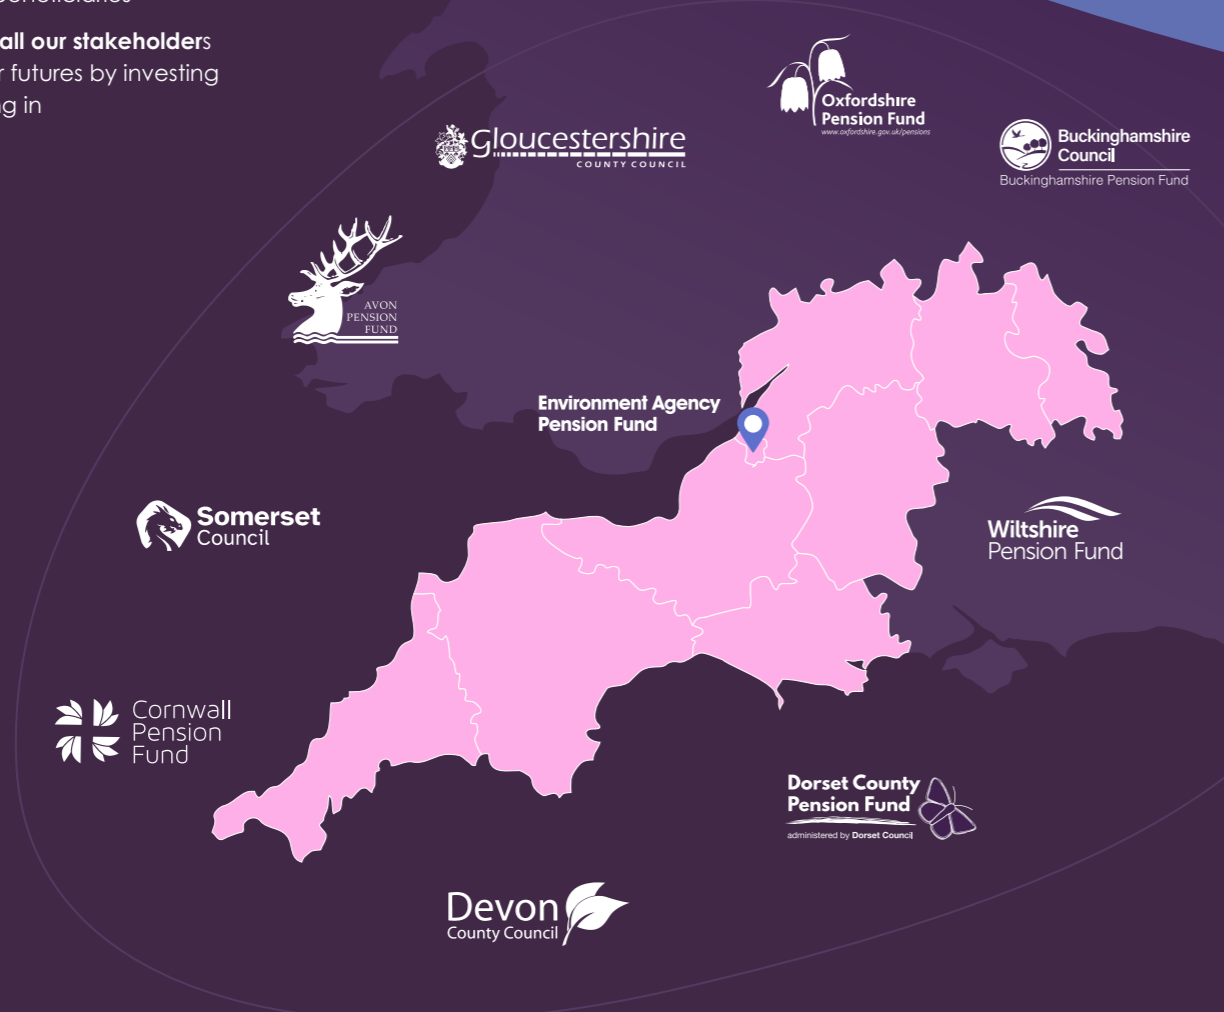 all our stakeholders
r futures by investing
g in
Oxfordshire
Pension Fund
www.oxfordshire.gov.uk/pensions
Gloucestershire
COUNTY COUNCIL
Buckinghamshire
Council
Buckinghamshire Pension Fund
AVON
PENSION
FUND
Environment Agency
Pension Fund
Somerset
Council
Wiltshire
Pension Fund
Cornwall
Pension
Fund
Dorset County
Pension Fund
administered by Dorset Council
Devon
County Council